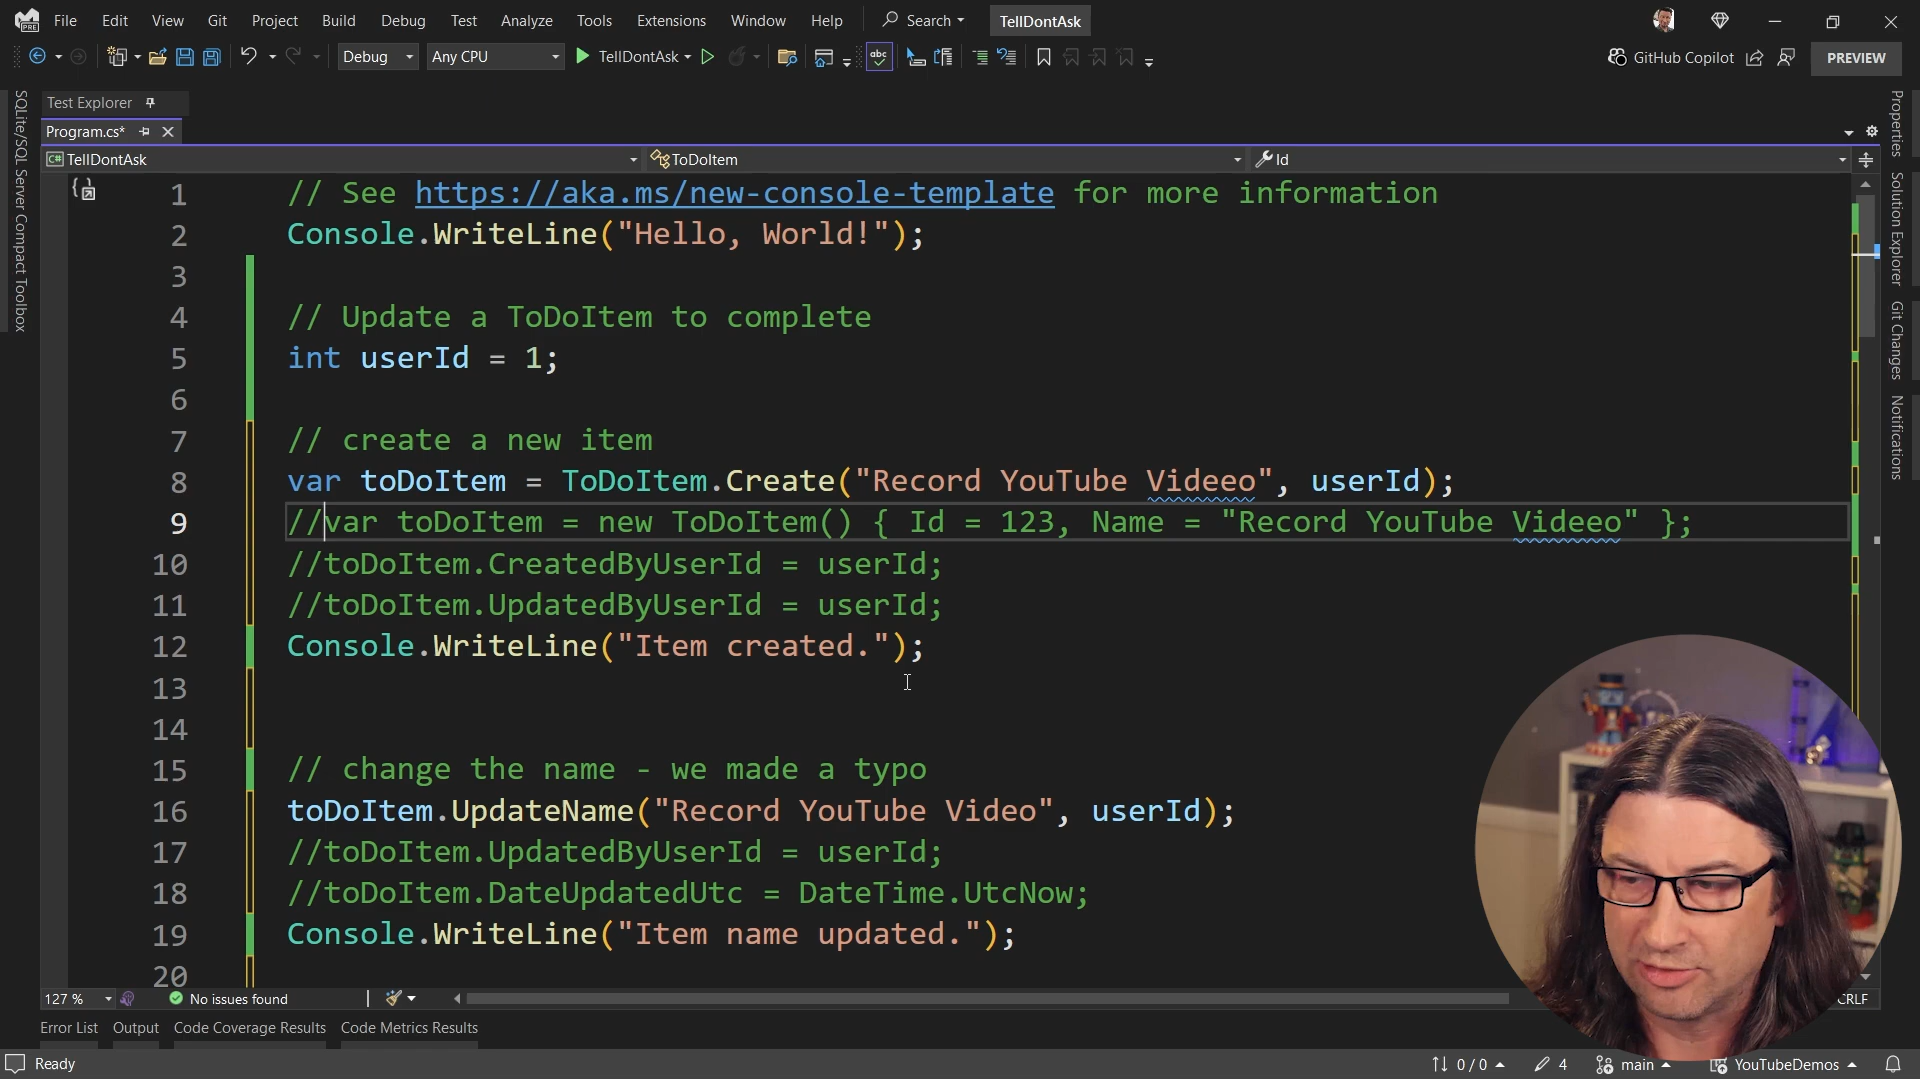 File Edit View Git Project Build Debug Test Analyze Tools Extensions Window Help Search TellDontAsk
PRE
Debug Any CPU TellDontAsk abc GitHub Copilot PREVIEW
SQLite/SQL Server Compact Toolbox
Test Explorer
Program.cs*
C# TellDontAsk ToDoItem Id
1 // See https://aka.ms/new-console-template for more information
2 Console.WriteLine("Hello, World!");
3
4 // Update a ToDoItem to complete
5 int userId = 1;
6
7 // create a new item
8 var toDoItem = ToDoItem.Create("Record YouTube Videeo", userId);
9 //var toDoItem = new ToDoItem() { Id = 123, Name = "Record YouTube Videeo" };
10 //toDoItem.CreatedByUserId = userId;
11 //toDoItem.UpdatedByUserId = userId;
12 Console.WriteLine("Item created.");
13
14
15 // change the name - we made a typo
16 toDoItem.UpdateName("Record YouTube Video", userId);
17 //toDoItem.UpdatedByUserId = userId;
18 //toDoItem.DateUpdatedUtc = DateTime.UtcNow;
19 Console.WriteLine("Item name updated.");
20
Properties
Solution Explorer
Git Changes
Notifications
127 % No issues found CRLF
Error List Output Code Coverage Results Code Metrics Results
Ready 0 / 0 4 main YouTubeDemos